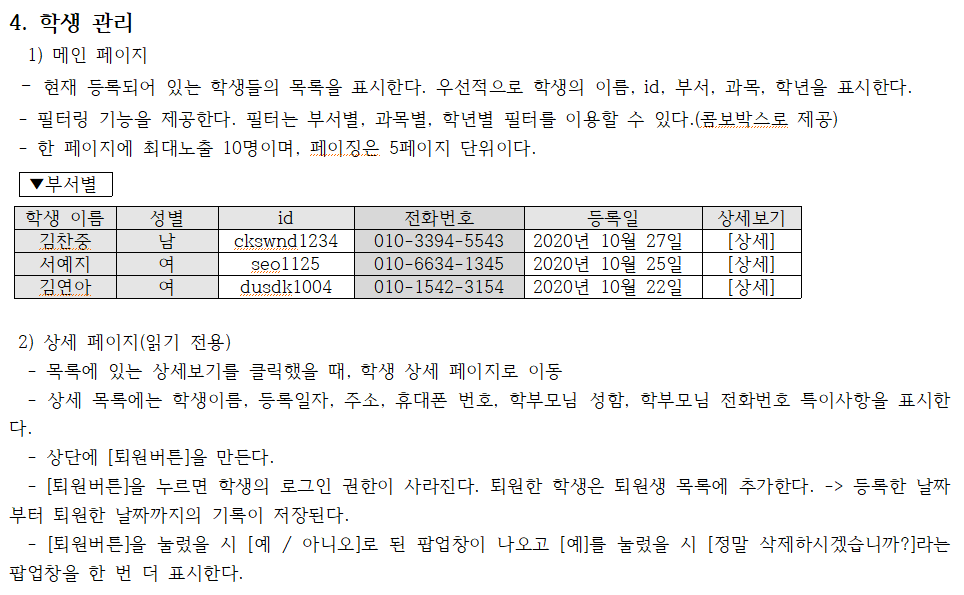 4. 학생 관리
1) 메인 페이지
- 현재 등록되어 있는 학생들의 목록을 표시한다. 우선적으로 학생의 이름, id, 부서, 과목, 학년을 표시한다.
- 필터링 기능을 제공한다. 필터는 부서별, 과목별, 학년별 필터를 이용할 수 있다.(콤보박스로 제공)
- 한 페이지에 최대노출 10명이며, 페이징은 5페이지 단위이다.
▼부서별
학생 이름 성별 id 전화번호 등록일 상세보기
김찬중 남 ckswnd1234 010-3394-5543 2020년 10월 27일 [상세]
서예지 여 seo1125 010-6634-1345 2020년 10월 25일 [상세]
김연아 여 dusdk1004 010-1542-3154 2020년 10월 22일 [상세]
2) 상세 페이지(읽기 전용)
- 목록에 있는 상세보기를 클릭했을 때, 학생 상세 페이지로 이동
- 상세 목록에는 학생이름, 등록일자, 주소, 휴대폰 번호, 학부모님 성함, 학부모님 전화번호 특이사항을 표시한
다.
- 상단에 [퇴원버튼]을 만든다.
- [퇴원버튼]을 누르면 학생의 로그인 권한이 사라진다. 퇴원한 학생은 퇴원생 목록에 추가한다. -> 등록한 날짜
부터 퇴원한 날짜까지의 기록이 저장된다.
- [퇴원버튼]을 눌렀을 시 [예 / 아니오]로 된 팝업창이 나오고 [예]를 눌렀을 시 [정말 삭제하시겠습니까?]라는
팝업창을 한 번 더 표시한다.